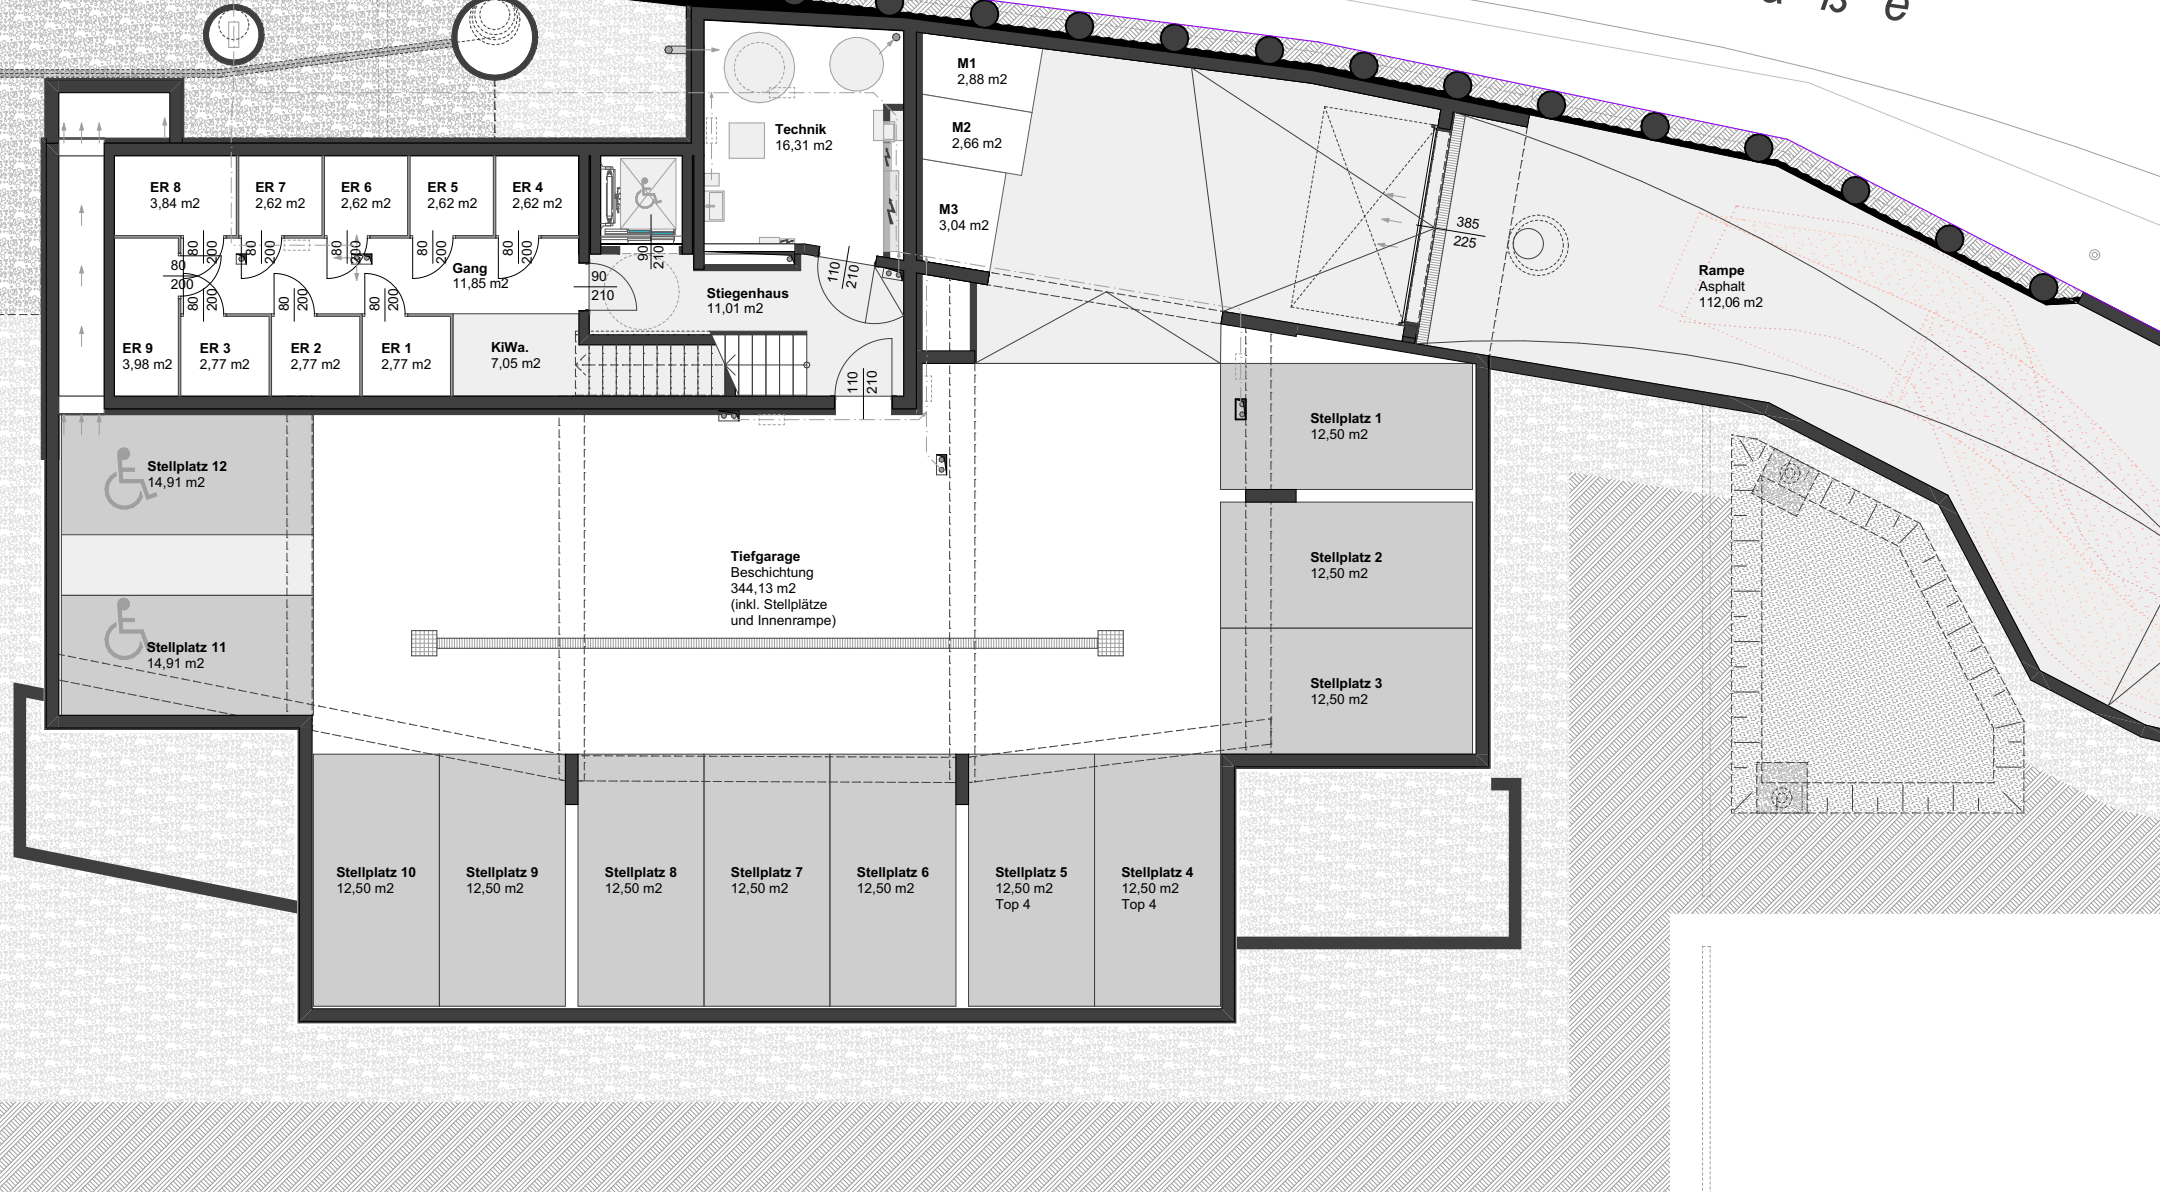 ß e
M1
2,88 m2
M2
2,66 m2
M3
3,04 m2
Technik
16,31 m2
ER 8
3,84 m2
ER 7
2,62 m2
ER 6
2,62 m2
ER 5
2,62 m2
ER 4
2,62 m2
80
200
80
200
80
200
80
200
80
200
80
200
80
200
80
200
80
200
Gang
11,85 m2
90
210
90
210
110
210
110
210
Stiegenhaus
11,01 m2
ER 9
3,98 m2
ER 3
2,77 m2
ER 2
2,77 m2
ER 1
2,77 m2
KiWa.
7,05 m2
385
225
Rampe
Asphalt
112,06 m2
Stellplatz 1
12,50 m2
Stellplatz 2
12,50 m2
Stellplatz 3
12,50 m2
Stellplatz 12
14,91 m2
Stellplatz 11
14,91 m2
Tiefgarage
Beschichtung
344,13 m2
(inkl. Stellplätze
und Innenrampe)
Stellplatz 10
12,50 m2
Stellplatz 9
12,50 m2
Stellplatz 8
12,50 m2
Stellplatz 7
12,50 m2
Stellplatz 6
12,50 m2
Stellplatz 5
12,50 m2
Top 4
Stellplatz 4
12,50 m2
Top 4